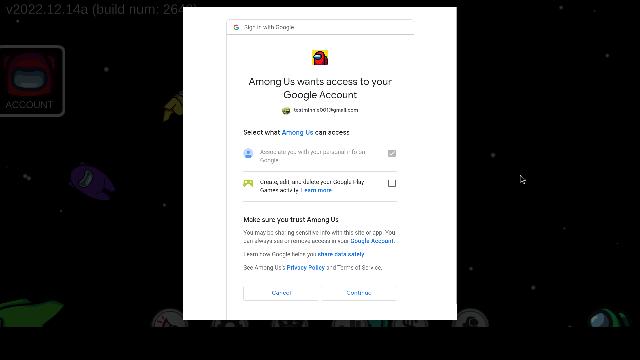 v2022.12.14a (build num: 264
Sign in with Google
ACCOUNT
Among Us wants access to your
Google Account
Select what Among Us can access
Associate you with your personal info on
Google
Create, edit, and delete your Google Play
Games activity. Learn more
Make sure you trust Among Us
You may be sharing sensitive info with this site or app. You
can always see or remove access in your Google Account.
Learn how Google helps you share data safely.
See Among Us's Privacy Policy and Terms of Service.
Cancel
Continue